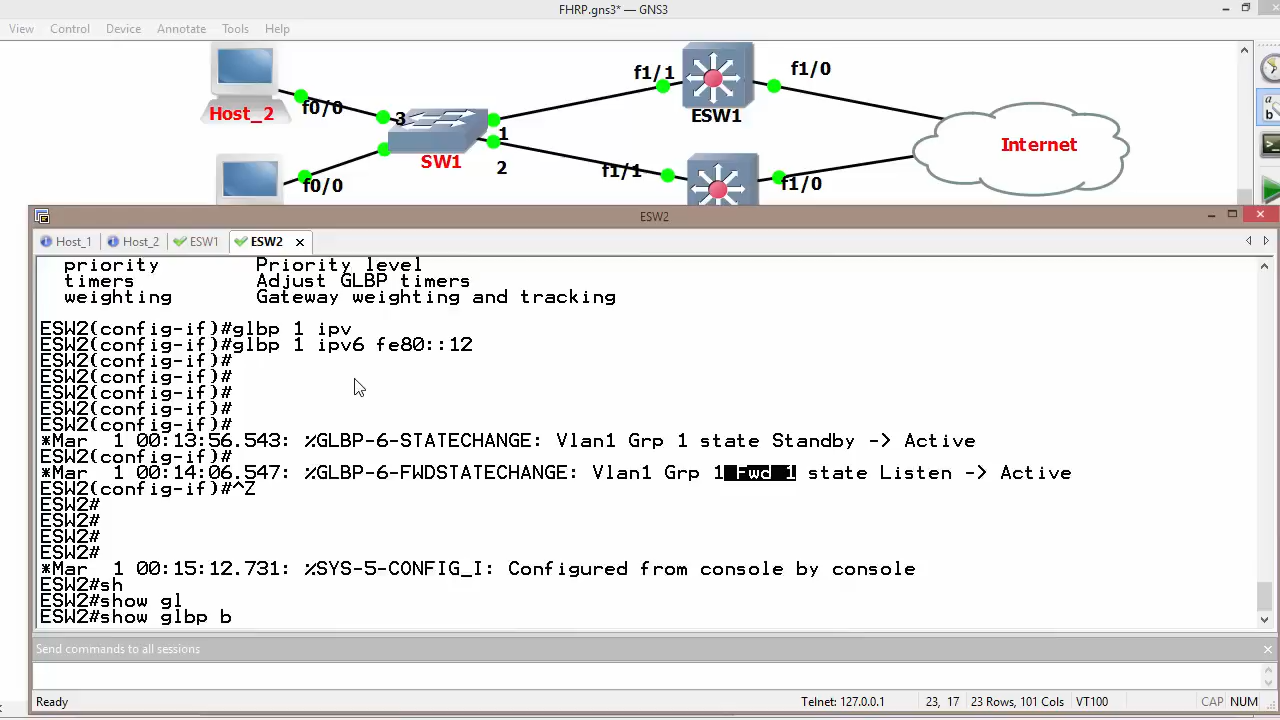 FHRP.gns3* — GNS3
View Control Device Annotate Tools Help
f1/1
f1/0
f0/0
Host_2
3
ESW1
1
SW1
2
Internet
f0/0
f1/1
f1/0
ESW2
Host_1 Host_2 ESW1 ESW2
priority Priority level
timers Adjust GLBP timers
weighting Gateway weighting and tracking
ESW2(config-if)#glbp 1 ipv
ESW2(config-if)#glbp 1 ipv6 fe80::12
ESW2(config-if)#
ESW2(config-if)#
ESW2(config-if)#
ESW2(config-if)#
ESW2(config-if)#
*Mar  1 00:13:56.543: %GLBP-6-STATECHANGE: Vlan1 Grp 1 state Standby -> Active
ESW2(config-if)#
*Mar  1 00:14:06.547: %GLBP-6-FWDSTATECHANGE: Vlan1 Grp 1 Fwd 1 state Listen -> Active
ESW2(config-if)#^Z
ESW2#
ESW2#
ESW2#
ESW2#
*Mar  1 00:15:12.731: %SYS-5-CONFIG_I: Configured from console by console
ESW2#sh
ESW2#show gl
ESW2#show glbp b
Send commands to all sessions
Ready Telnet: 127.0.0.1 23, 17 23 Rows, 101 Cols VT100 CAP NUM